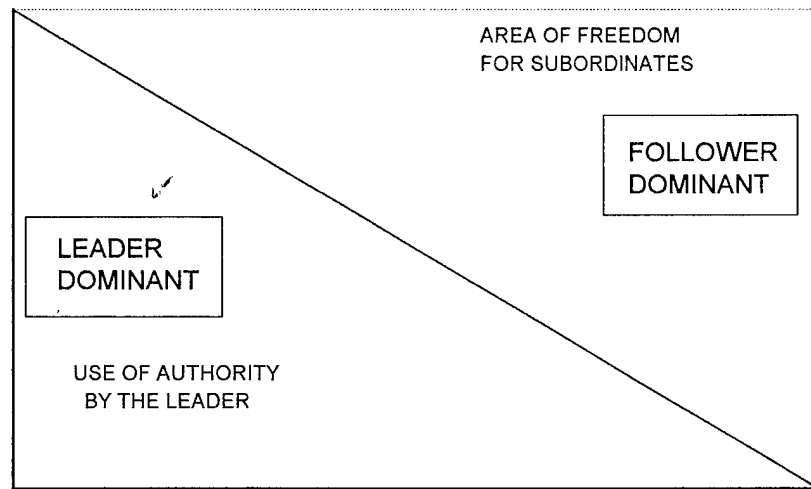 AREA OF FREEDOM
FOR SUBORDINATES
FOLLOWER
DOMINANT
LEADER
DOMINANT
USE OF AUTHORITY
BY THE LEADER